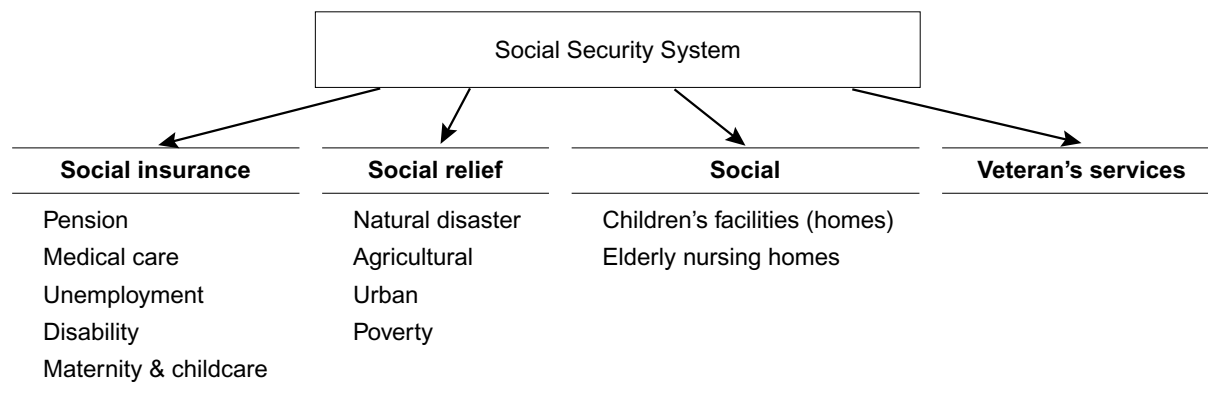 Social Security System
Social insurance
Social relief
Social
Veteran’s services
Pension
Medical care
Unemployment
Disability
Maternity & childcare
Natural disaster
Agricultural
Urban
Poverty
Children’s facilities (homes)
Elderly nursing homes